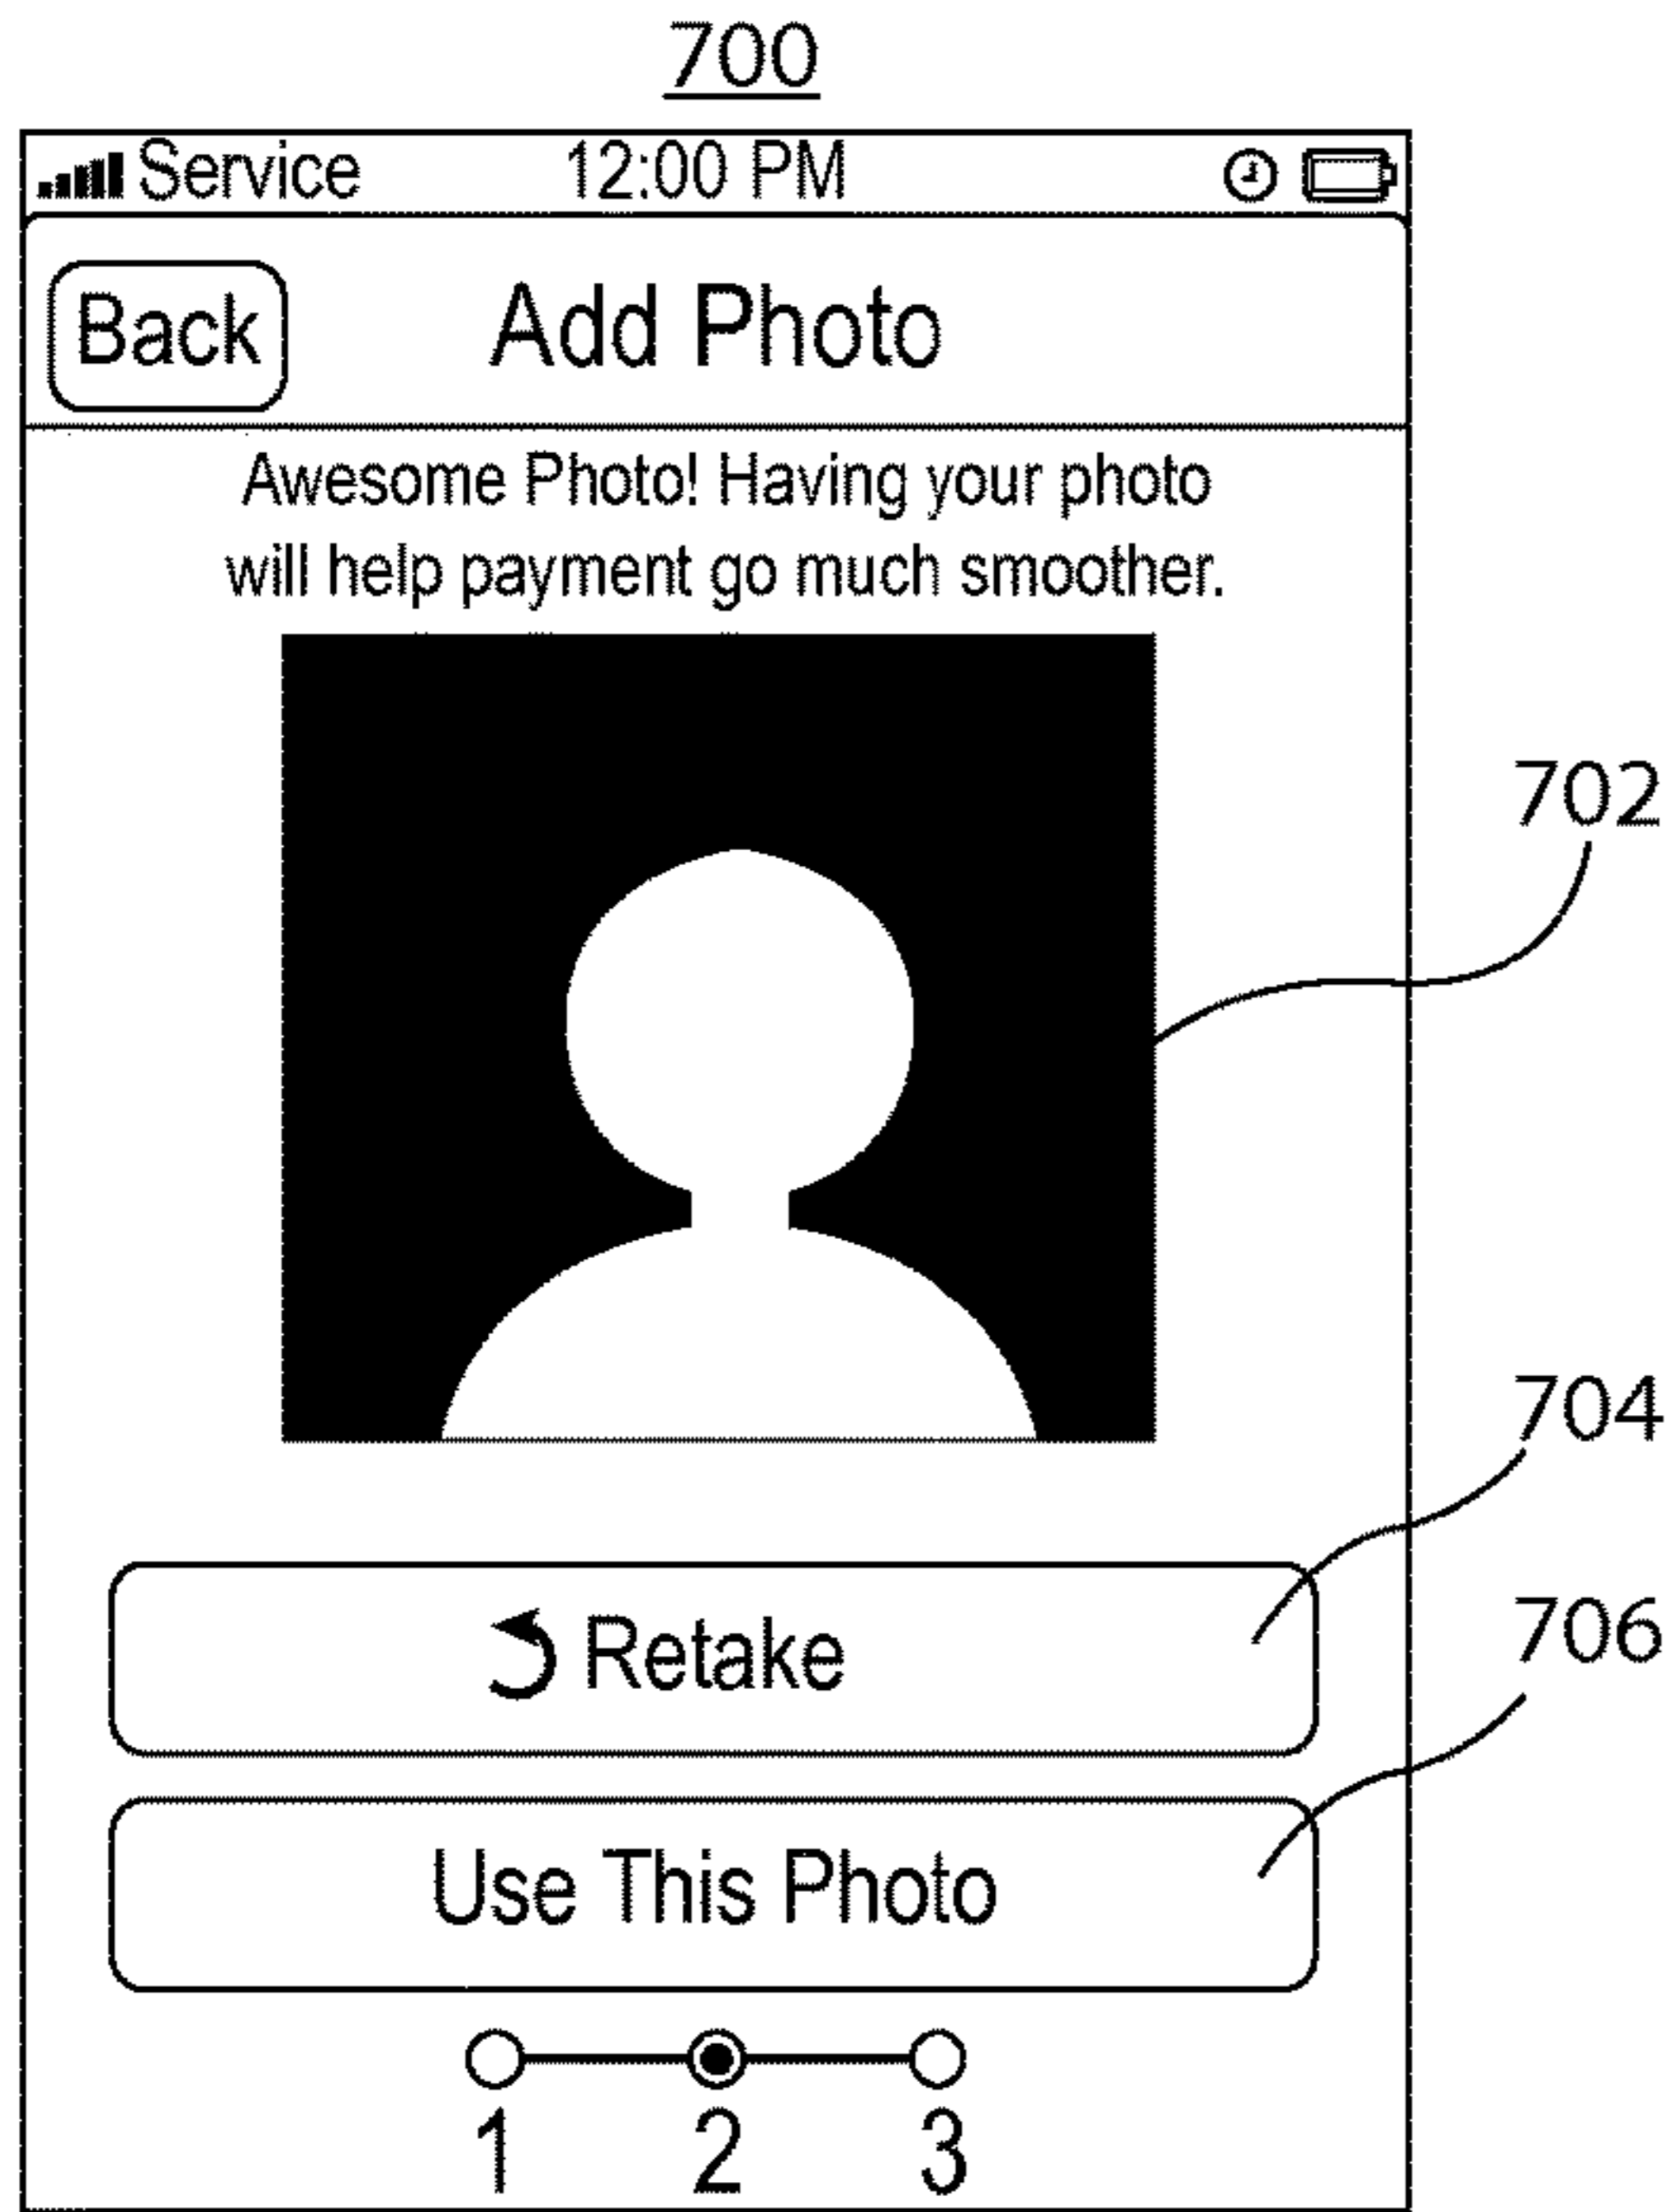 700
Service 12:00 PM
Back Add Photo
Awesome Photo! Having your photo
will help payment go much smoother.
702
704
Retake
706
Use This Photo
1 2 3